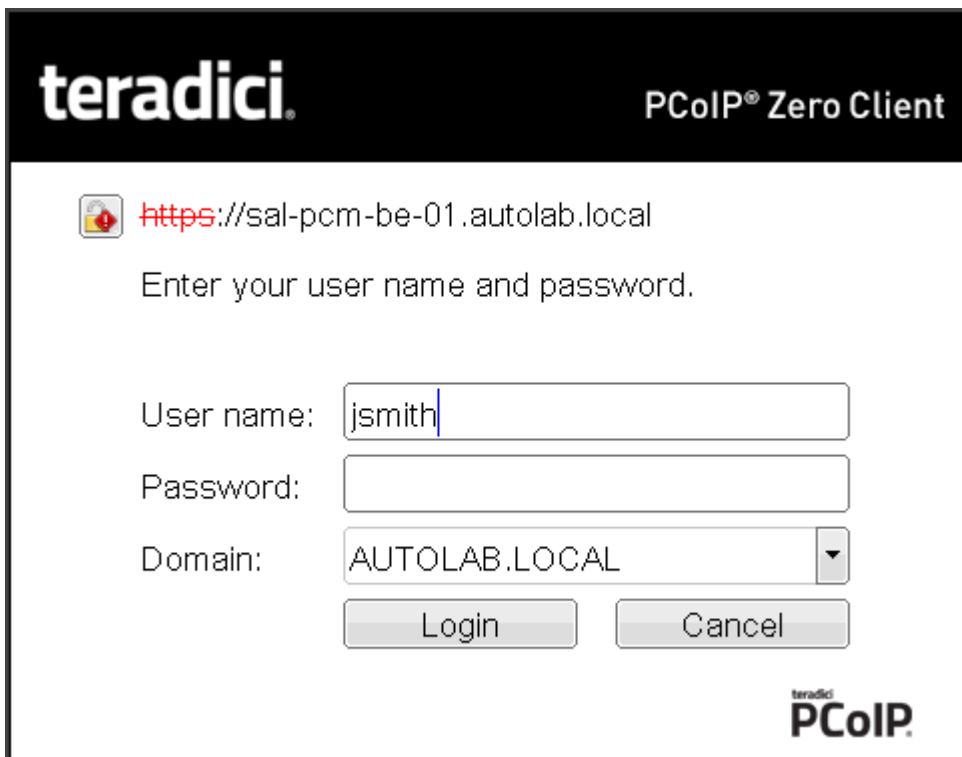 teradici.
PCoIP® Zero Client
https://sal-pcm-be-01.autolab.local
Enter your user name and password.
User name: jsmith
Password:
Domain: AUTOLAB.LOCAL
Login Cancel
teradici
PCoIP.